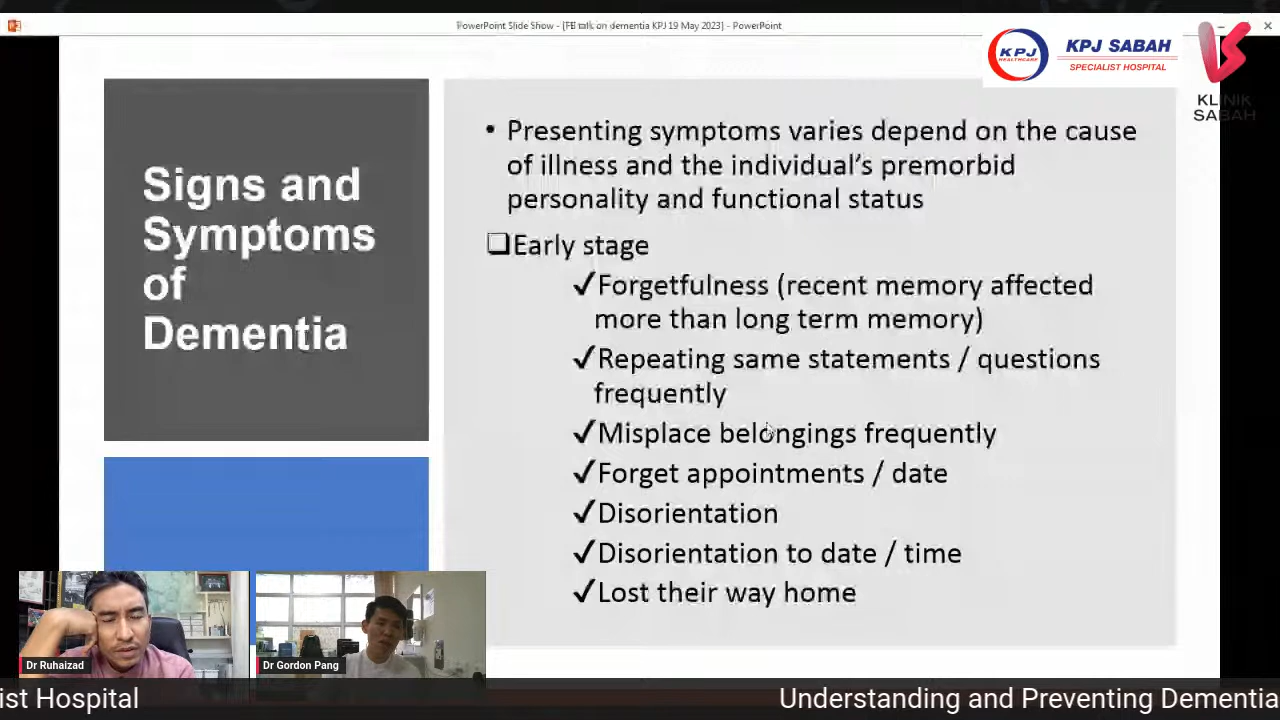 PowerPoint Slide Show - [FB talk on dementia KPJ 19 May 2023] - PowerPoint
KPJ
HEALTHCARE
KPJ SABAH
SPECIALIST HOSPITAL
KLINIK
SABAH
Signs and
Symptoms
of
Dementia
• Presenting symptoms varies depend on the cause
of illness and the individual's premorbid
personality and functional status
❑Early stage
✓Forgetfulness (recent memory affected
more than long term memory)
✓Repeating same statements / questions
frequently
✓Misplace belongings frequently
✓Forget appointments / date
✓Disorientation
✓Disorientation to date / time
✓Lost their way home
Dr Ruhaizad
Dr Gordon Pang
ist Hospital
Understanding and Preventing Dementia